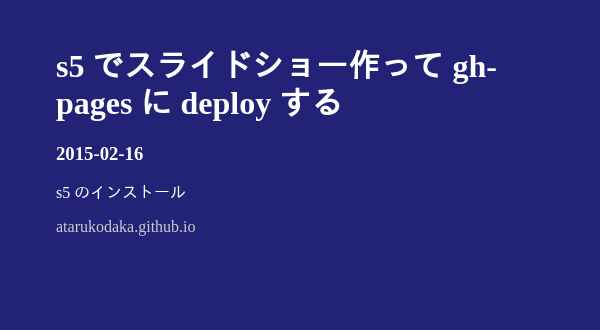 s5 でスライドショー作って gh-
pages に deploy する
2015-02-16
s5 のインストール
atarukodaka.github.io